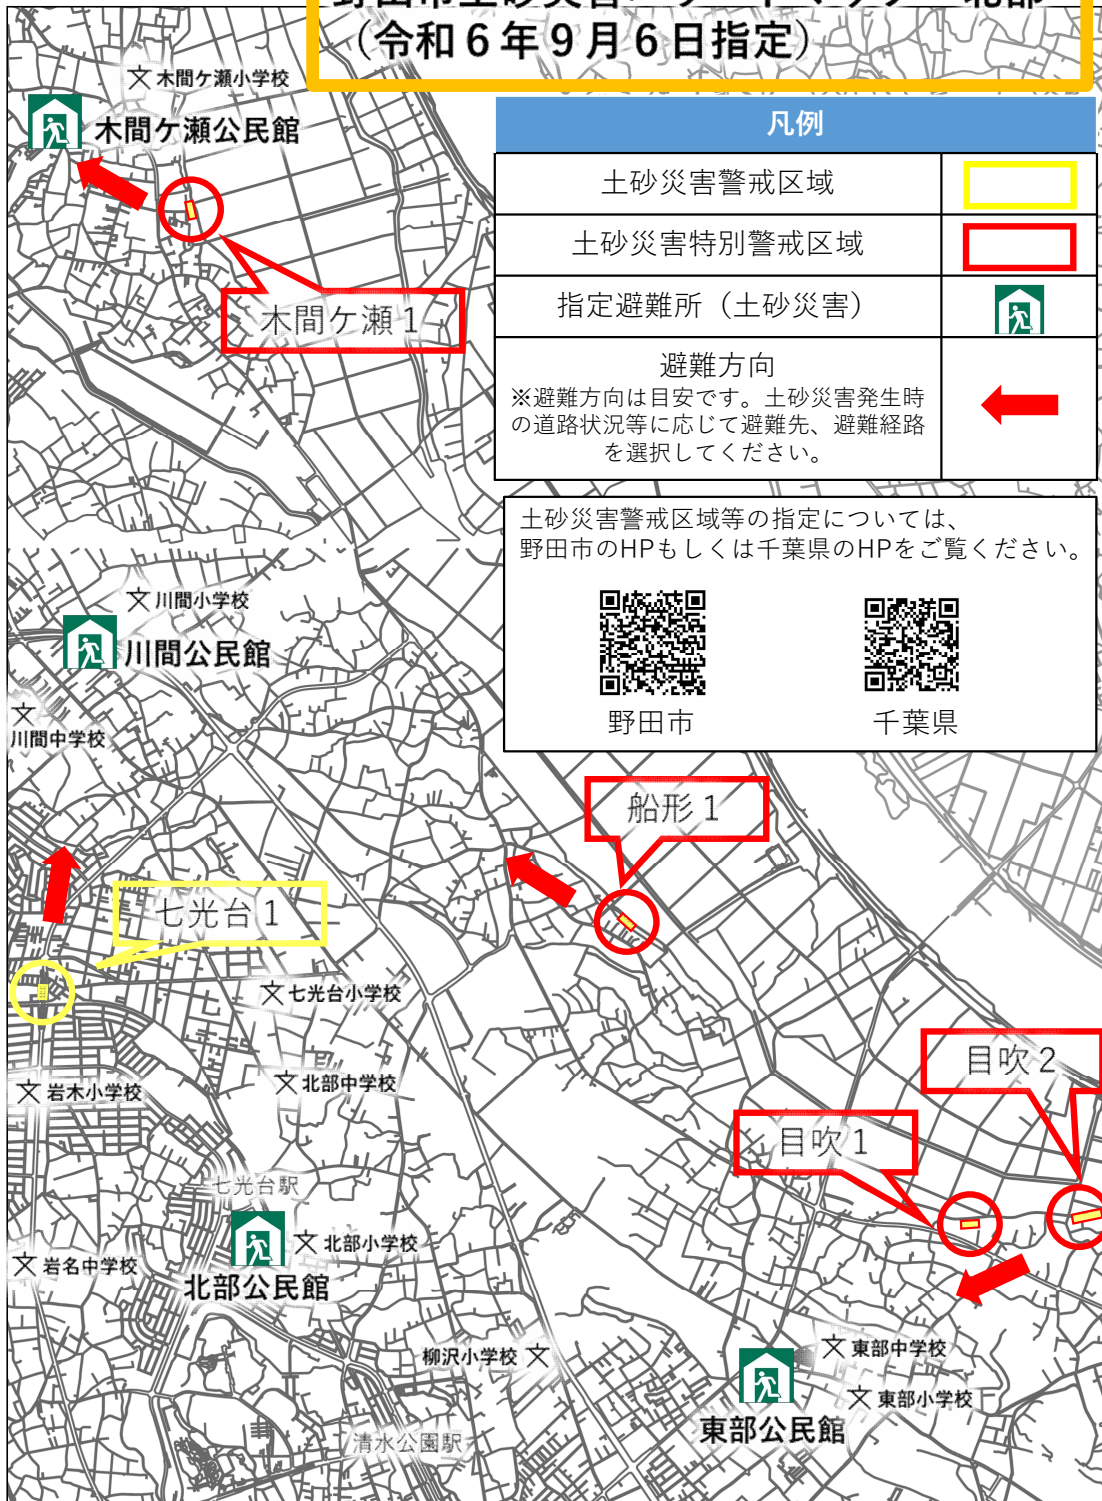 （令和６年９月６日指定）
木間ケ瀬小学校
木間ケ瀬公民館
木間ケ瀬１
凡例
土砂災害警戒区域
土砂災害特別警戒区域
指定避難所（土砂災害）
避難方向
※避難方向は目安です。土砂災害発生時
の道路状況等に応じて避難先、避難経路
を選択してください。
土砂災害警戒区域等の指定については、
野田市のHPもしくは千葉県のHPをご覧ください。
野田市
千葉県
川間小学校
川間公民館
川間中学校
船形１
七光台１
七光台小学校
岩木小学校
北部中学校
目吹２
目吹１
七光台駅
北部小学校
岩名中学校
北部公民館
柳沢小学校
東部中学校
東部小学校
東部公民館
清水公園駅